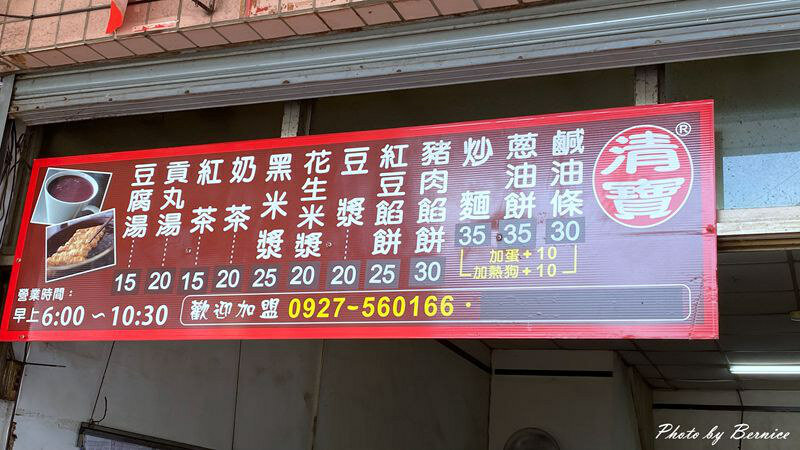 清寶®
鹹油條 30
蔥油餅 35
炒麵 35
加蛋+10
加熱狗+10
豬肉餡餅 30
紅豆餡餅 25
豆漿 20
花生米漿 20
黑米漿 25
奶茶 20
紅茶 15
貢丸湯 20
豆腐湯 15
營業時間：
早上6:00～10:30
歡迎加盟 0927-560166·
Photo by Bernice